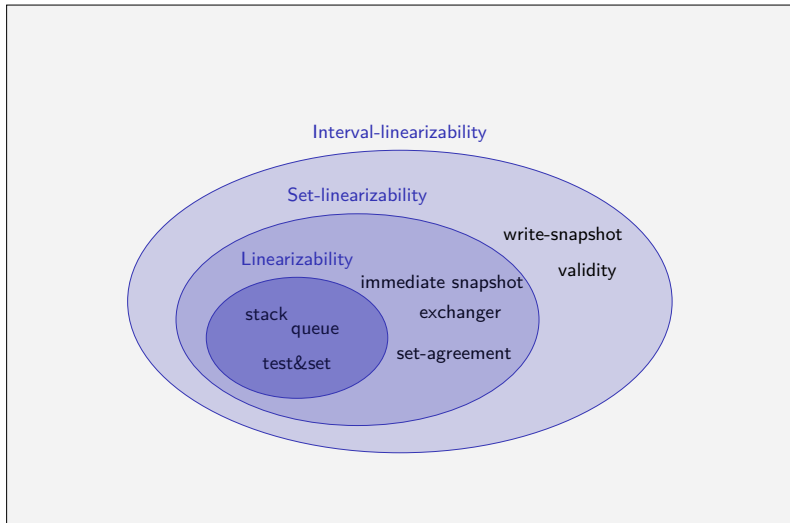 Interval-linearizability
Set-linearizability
write-snapshot
Linearizability
validity
immediate snapshot
stack
exchanger
queue
set-agreement
test&set